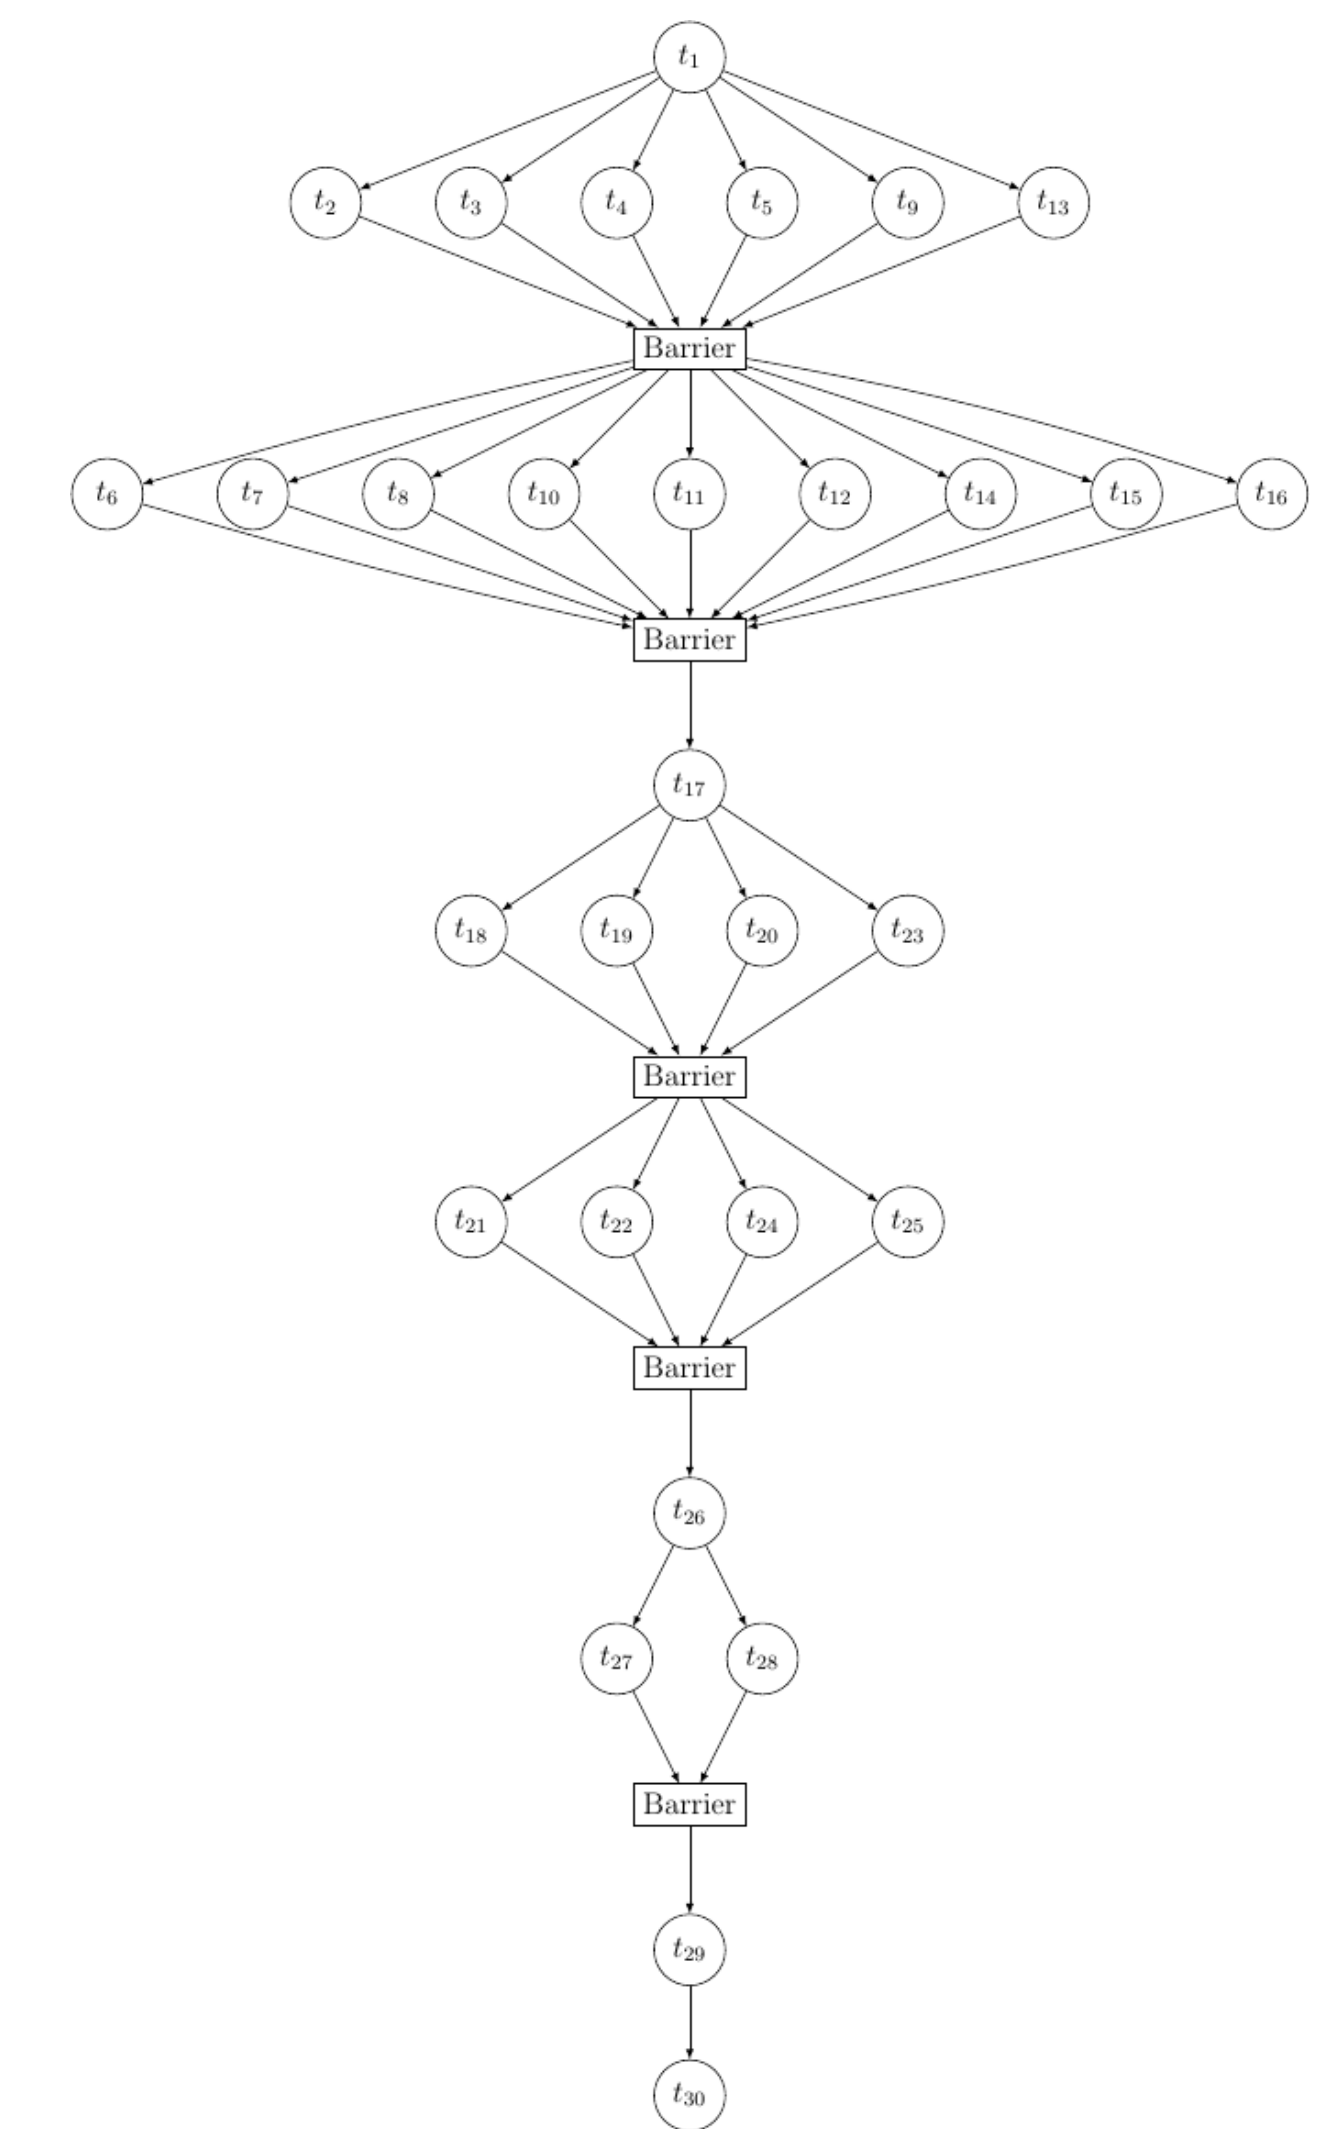 t₁
t₂ t₃ t₄ t₅ t₉ t₁₃
Barrier
t₆ t₇ t₈ t₁₀ t₁₁ t₁₂ t₁₄ t₁₅ t₁₆
Barrier
t₁₇
t₁₈ t₁₉ t₂₀ t₂₃
Barrier
t₂₁ t₂₂ t₂₄ t₂₅
Barrier
t₂₆
t₂₇ t₂₈
Barrier
t₂₉
t₃₀